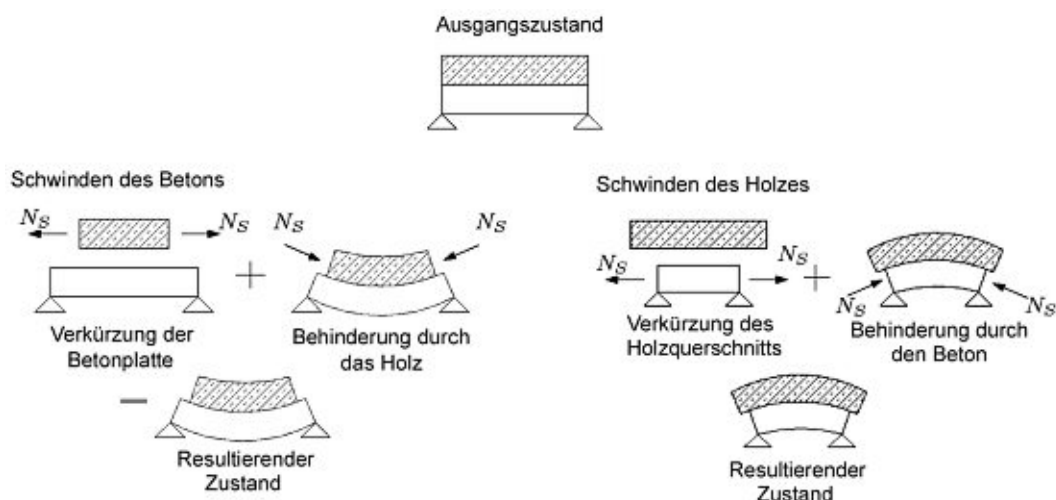 Ausgangszustand
Schwinden des Betons
N_S
N_S
N_S
N_S
+
Verkürzung der
Betonplatte
Behinderung durch
das Holz
−
Resultierender
Zustand
Schwinden des Holzes
N_S
N_S
+
N_S
N_S
Verkürzung des
Holzquerschnitts
Behinderung durch
den Beton
Resultierender
Zustand